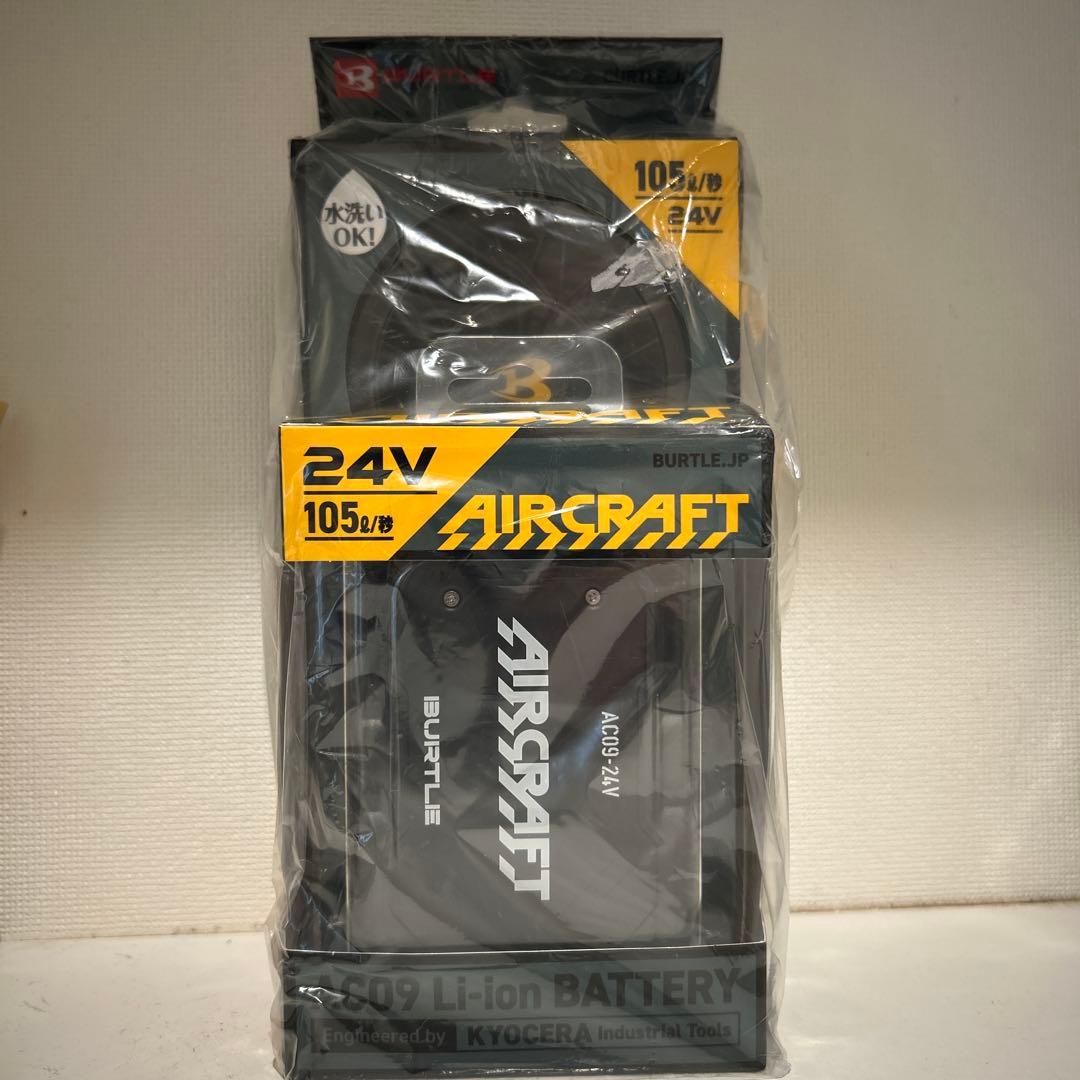 BURTLE
BURTLE.JP
105ℓ/秒
24V
水洗い
OK!
B
AIRCRAFT
24V
105ℓ/秒
BURTLE.JP
AIRCRAFT
AIRCRAFT
BURTLE
AC09-24V
AC09 Li-ion BATTERY
Engineered by KYOCERA Industrial Tools